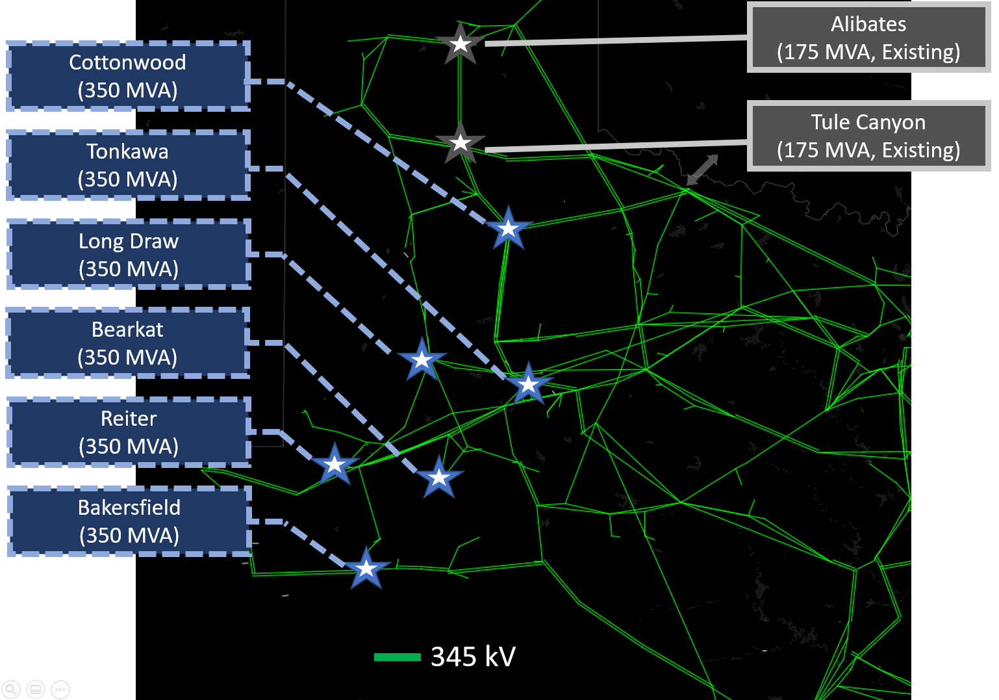 Alibates
(175 MVA, Existing)
Cottonwood
(350 MVA)
Tule Canyon
(175 MVA, Existing)
Tonkawa
(350 MVA)
Long Draw
(350 MVA)
Bearkat
(350 MVA)
Reiter
(350 MVA)
Bakersfield
(350 MVA)
345 kV